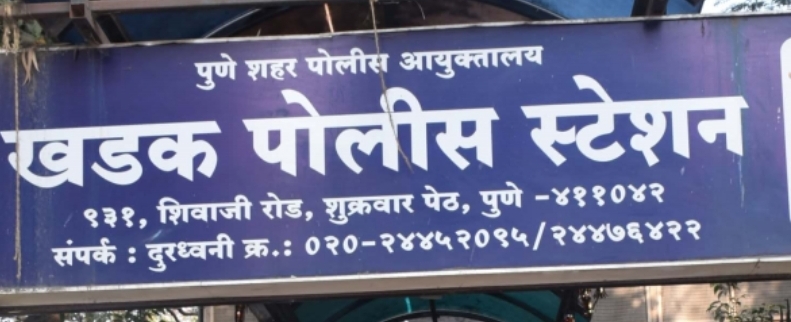 पुणे शहर पोलीस आयुक्तालय
खडक पोलीस स्टेशन
९३१, शिवाजी रोड, शुक्रवार पेठ, पुणे -४११०४२
संपर्क : दुरध्वनी क्र.: ०२०-२४४५२०९५/२४४७६४२२